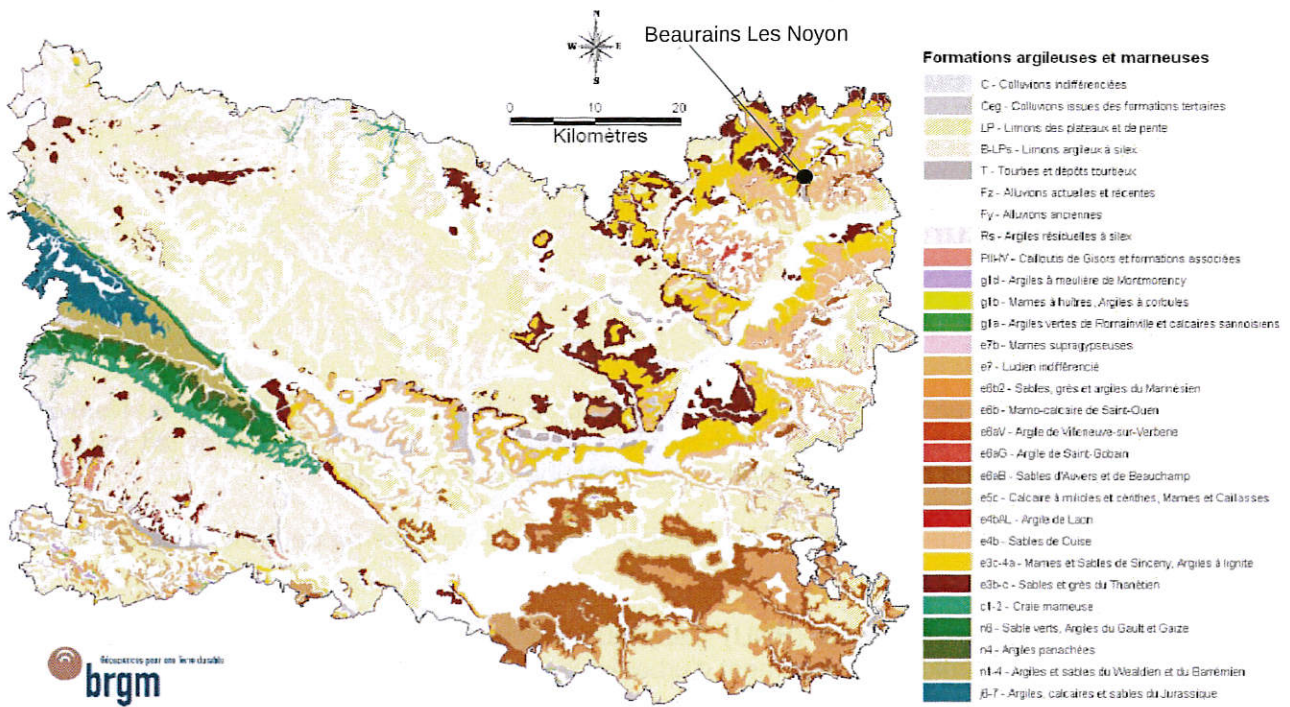 N
W E
S
Beaurains Les Noyon
0 10 20
Kilomètres
Formations argileuses et marneuses
C - Colluvions indifférenciées
Ceg - Colluvions issues des formations tertiaires
LP - Limons des plateaux et de pente
B-LPs - Limons argileux à silex
T - Tourbes et dépôts tourbeux
Fz - Alluvions actuelles et récentes
Fy - Alluvions anciennes
Rs - Argiles résiduelles à silex
PIIHV - Cailloutis de Gisors et formations associées
g1d - Argiles à meulière de Montmorency
g1b - Marnes à huîtres, Argiles à corbules
g1a - Argiles vertes de Romainville et calcaires sannoisiens
e7b - Marnes supragypseuses
e7 - Ludien indifférencié
e6b2 - Sables, grès et argiles du Marinésien
e6b - Marno-calcaire de Saint-Ouen
e6aV - Argile de Villeneuve-sur-Verberie
e6aG - Argile de Saint-Gobain
e6aB - Sables d'Auvers et de Beauchamp
e5c - Calcaire à milioles et cérithes, Marnes et Caillasses
e4bAL - Argile de Laon
e4b - Sables de Cuise
e3c-4a - Marnes et Sables de Sinceny, Argiles à lignite
e3b-c - Sables et grès du Thanétien
c1-2 - Craie marneuse
n6 - Sable verts, Argiles du Gault et Gaize
n4 - Argiles panachées
n1-4 - Argiles et sables du Wealdien et du Barrémien
j6-7 - Argiles, calcaires et sables du Jurassique
Géosciences pour une Terre durable
brgm